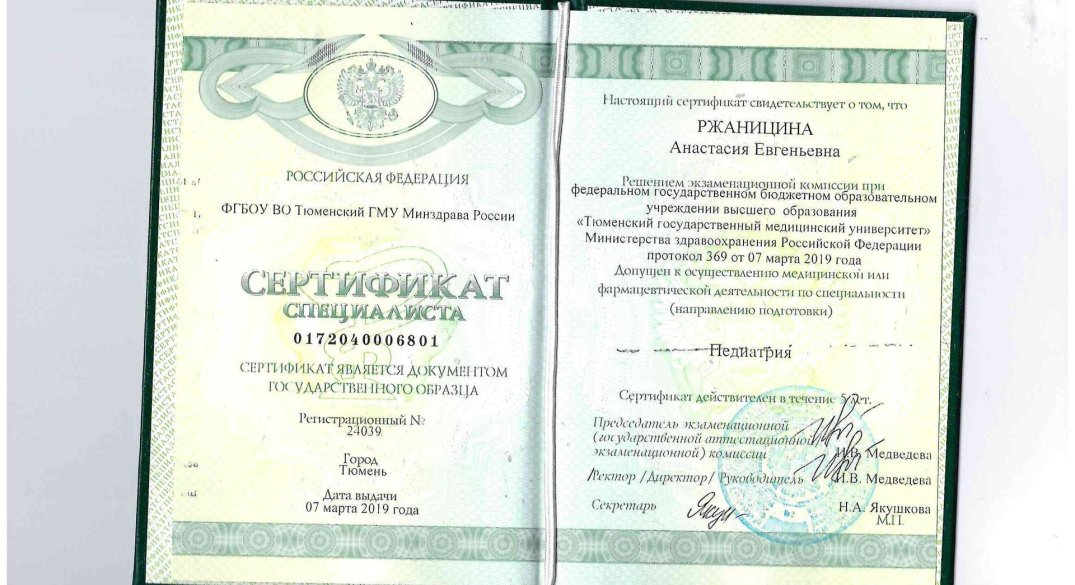 РОССИЙСКАЯ ФЕДЕРАЦИЯ
ФГБОУ ВО Тюменский ГМУ Минздрава России
СЕРТИФИКАТ
СПЕЦИАЛИСТА
0172040006801
СЕРТИФИКАТ ЯВЛЯЕТСЯ ДОКУМЕНТОМ
ГОСУДАРСТВЕННОГО ОБРАЗЦА
Регистрационный №
24039
Город
Тюмень
Дата выдачи
07 марта 2019 года
Настоящий сертификат свидетельствует о том, что
РЖАНИЦИНА
Анастасия Евгеньевна
Решением экзаменационной комиссии при
федеральном государственном бюджетном образовательном
учреждении высшего образования
«Тюменский государственный медицинский университет»
Министерства здравоохранения Российской Федерации
протокол 369 от 07 марта 2019 года
Допущен к осуществлению медицинской или
фармацевтической деятельности по специальности
(направлению подготовки)
Педиатрия
Сертификат действителен в течение 5 лет.
Председатель экзаменационной
(государственной аттестационной
экзаменационной) комиссии И.В. Медведева
Ректор /Директор/ Руководитель И.В. Медведева
Секретарь Н.А. Якушкова
М.П.